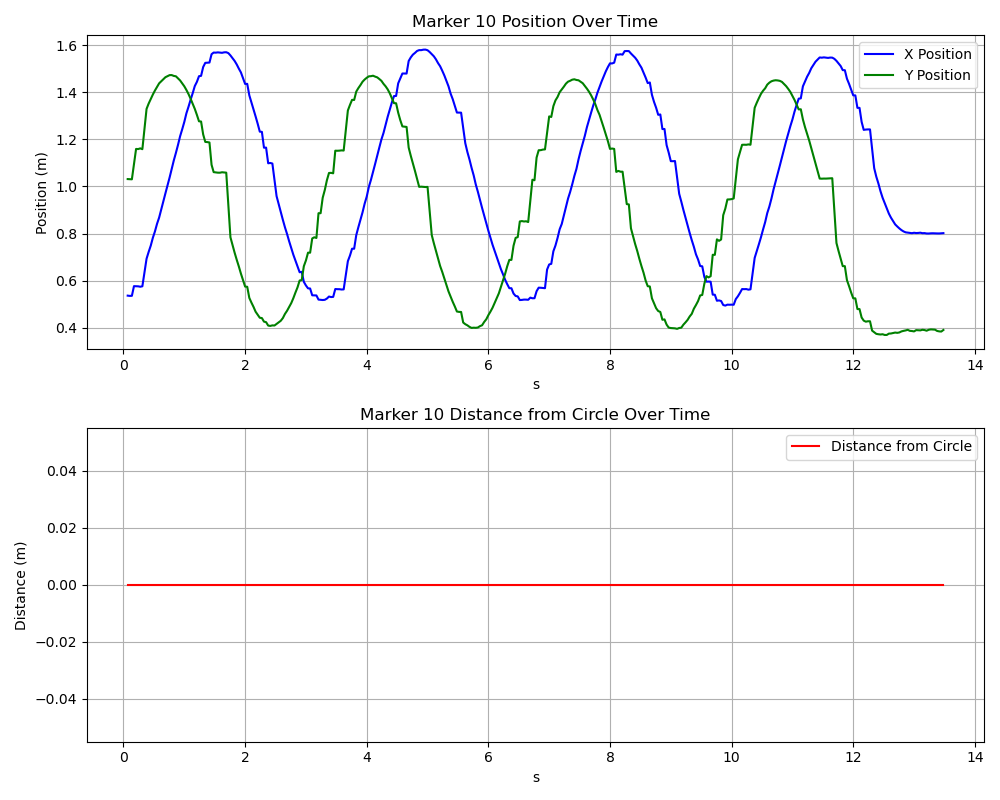 Marker 10 Position Over Time
1.6
1.4
1.2
1.0
0.8
0.6
0.4
Position (m)
X Position
Y Position
0 2 4 6 8 10 12 14
s
Marker 10 Distance from Circle Over Time
0.04
0.02
0.00
−0.02
−0.04
Distance (m)
Distance from Circle
0 2 4 6 8 10 12 14
s